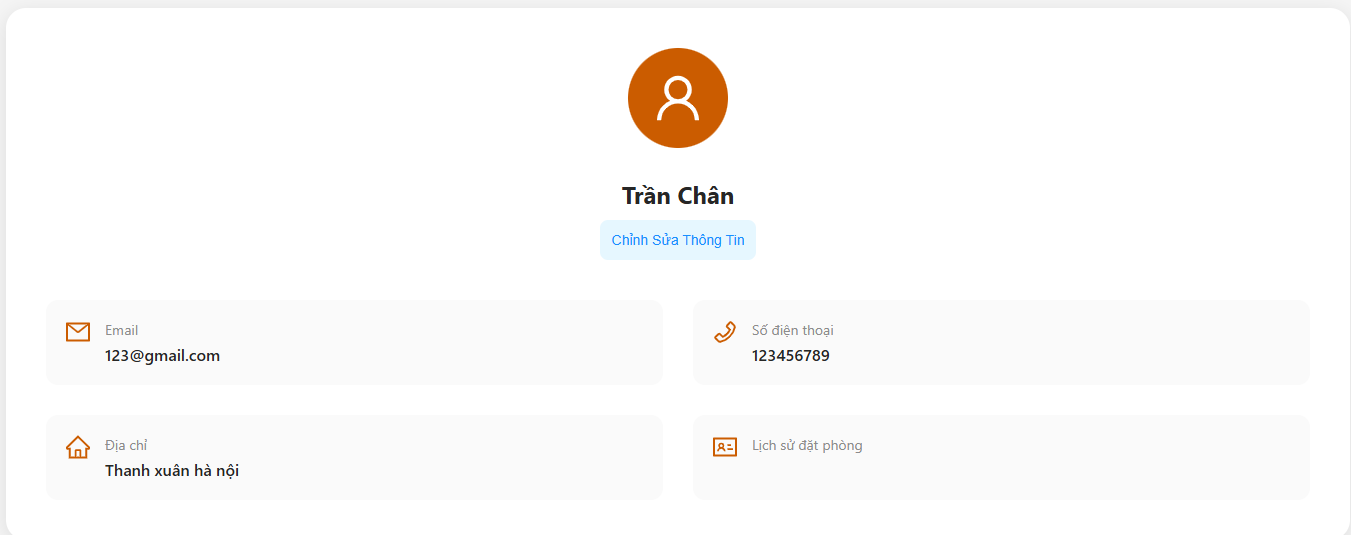 Trần Chân
Chỉnh Sửa Thông Tin
Email
123@gmail.com
Số điện thoại
123456789
Địa chỉ
Thanh xuân hà nội
Lịch sử đặt phòng